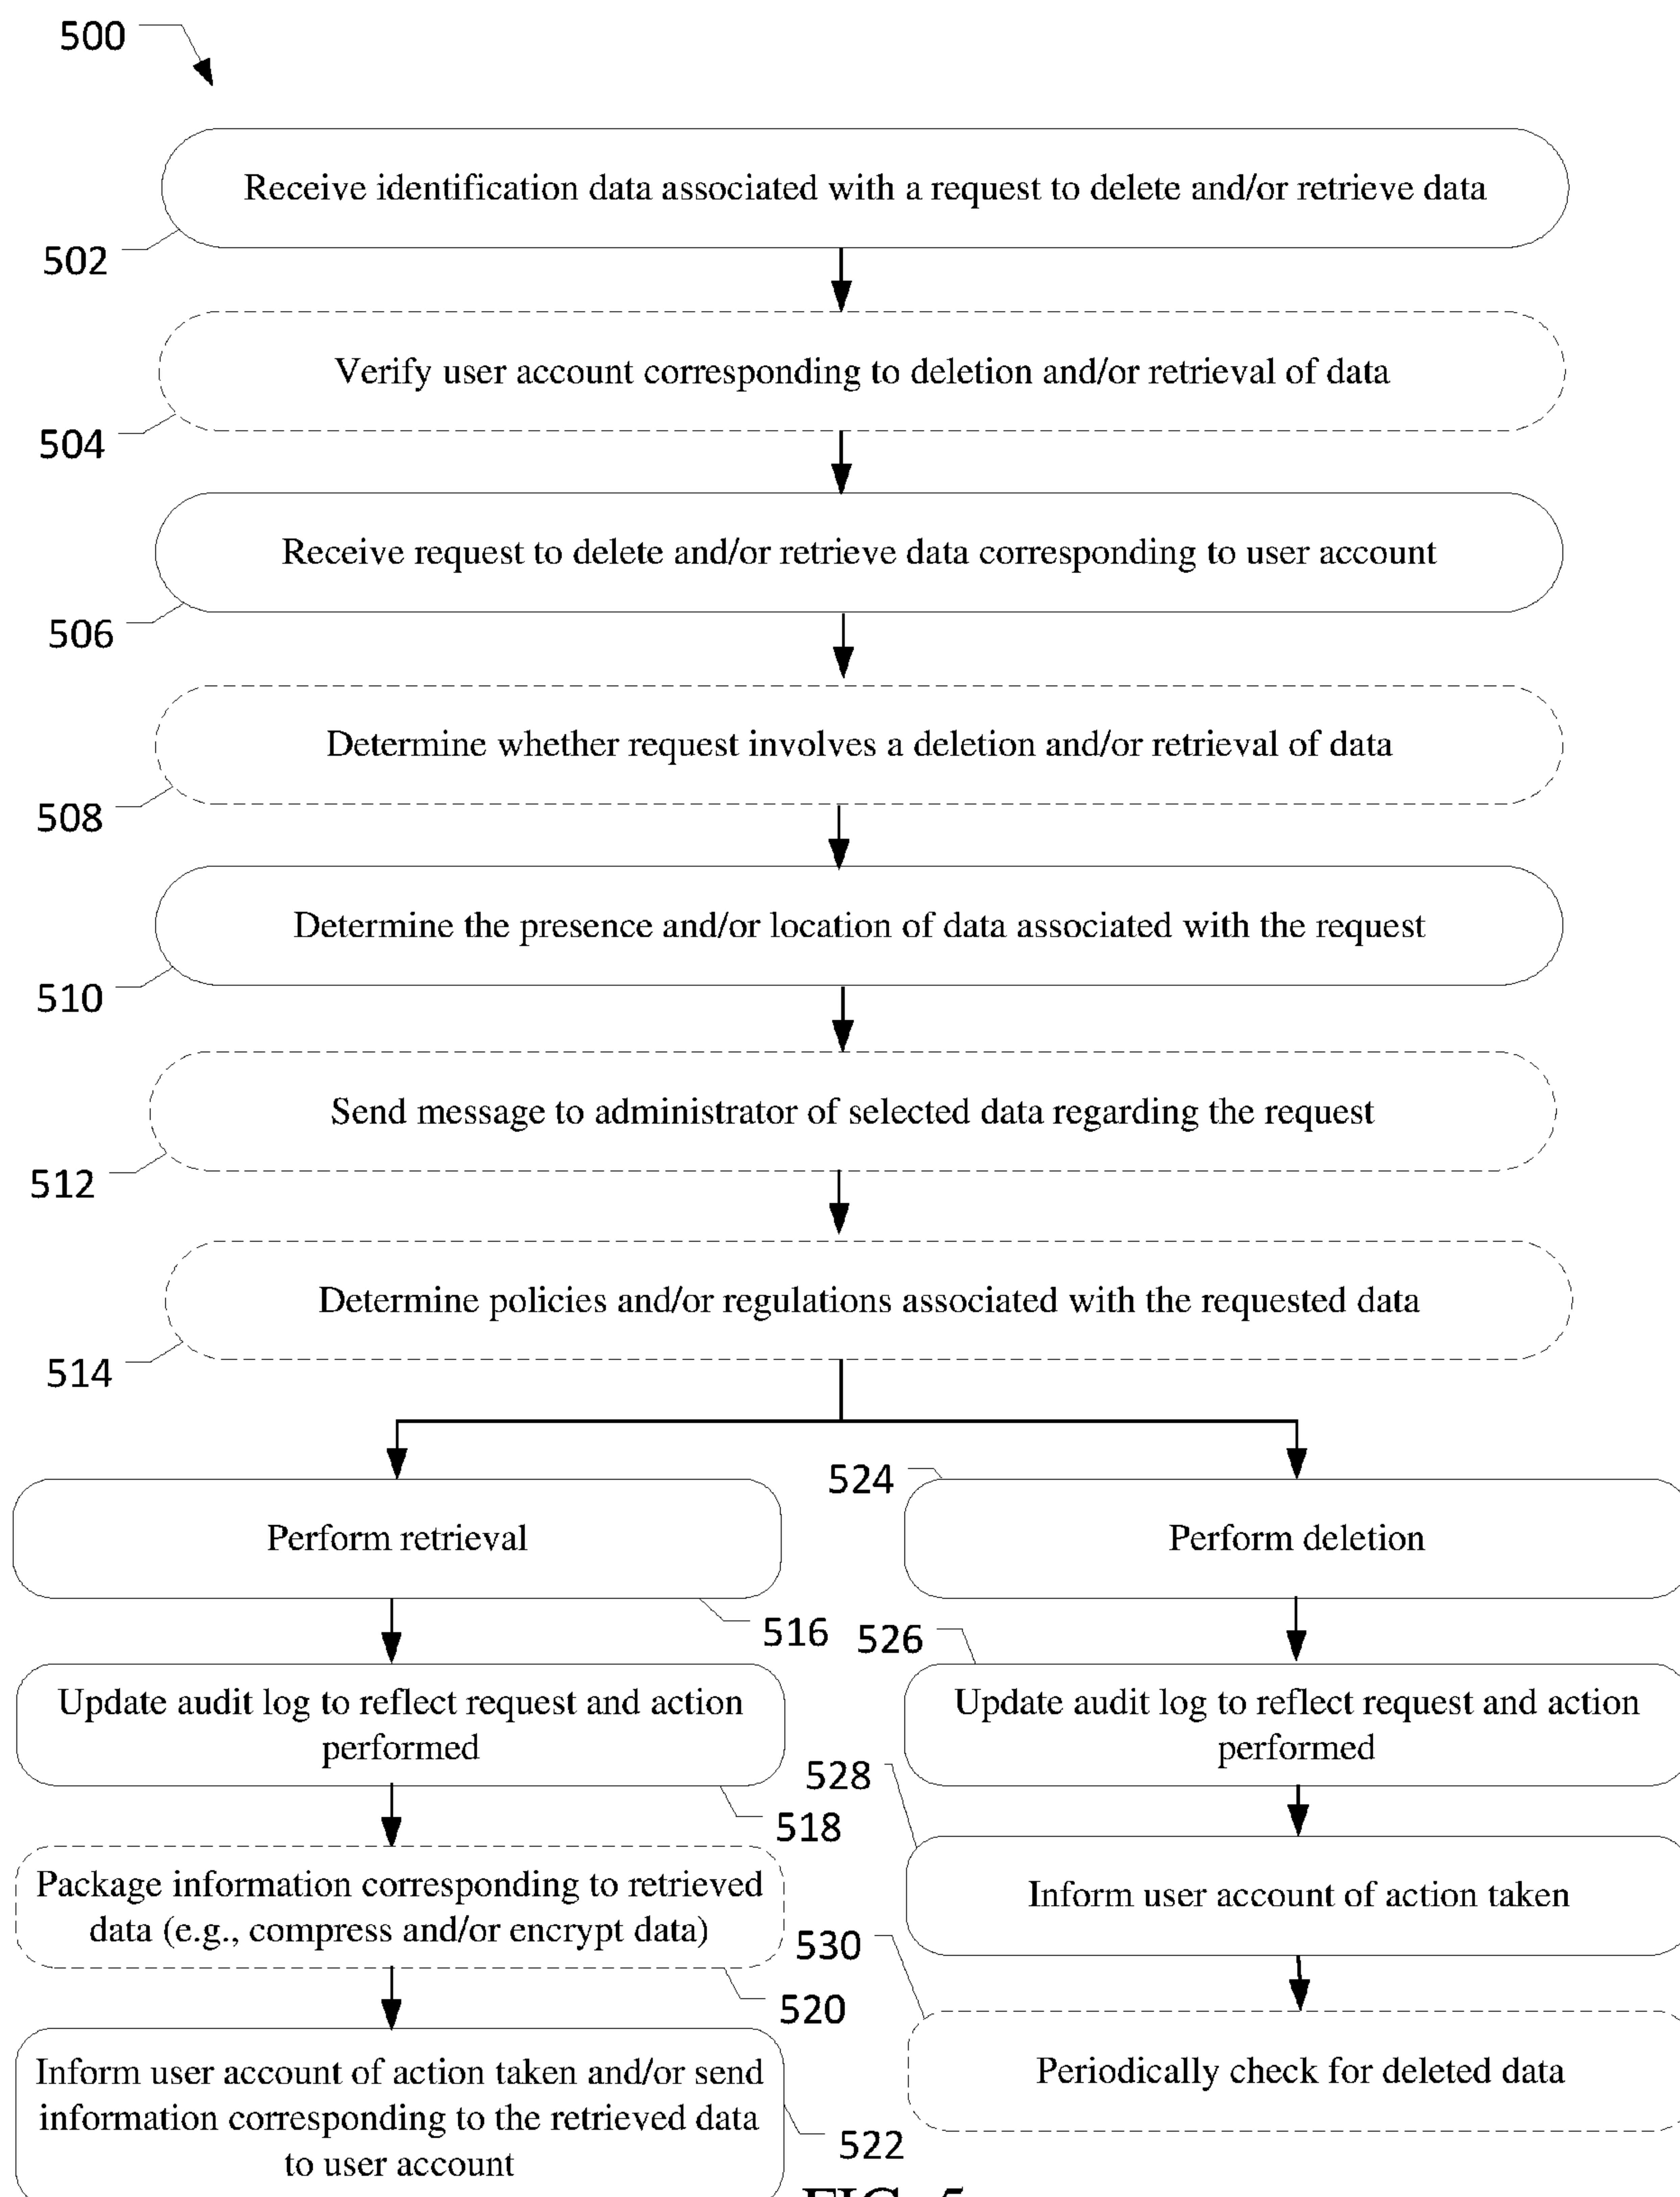 500
Receive identification data associated with a request to delete and/or retrieve data
502
Verify user account corresponding to deletion and/or retrieval of data
504
Receive request to delete and/or retrieve data corresponding to user account
506
Determine whether request involves a deletion and/or retrieval of data
508
Determine the presence and/or location of data associated with the request
510
Send message to administrator of selected data regarding the request
512
Determine policies and/or regulations associated with the requested data
514
Perform retrieval
516
Update audit log to reflect request and action
performed
518
Package information corresponding to retrieved
data (e.g., compress and/or encrypt data)
520
Inform user account of action taken and/or send
information corresponding to the retrieved data
to user account
522
524
Perform deletion
526
Update audit log to reflect request and action
performed
528
Inform user account of action taken
530
Periodically check for deleted data
FIG. 5